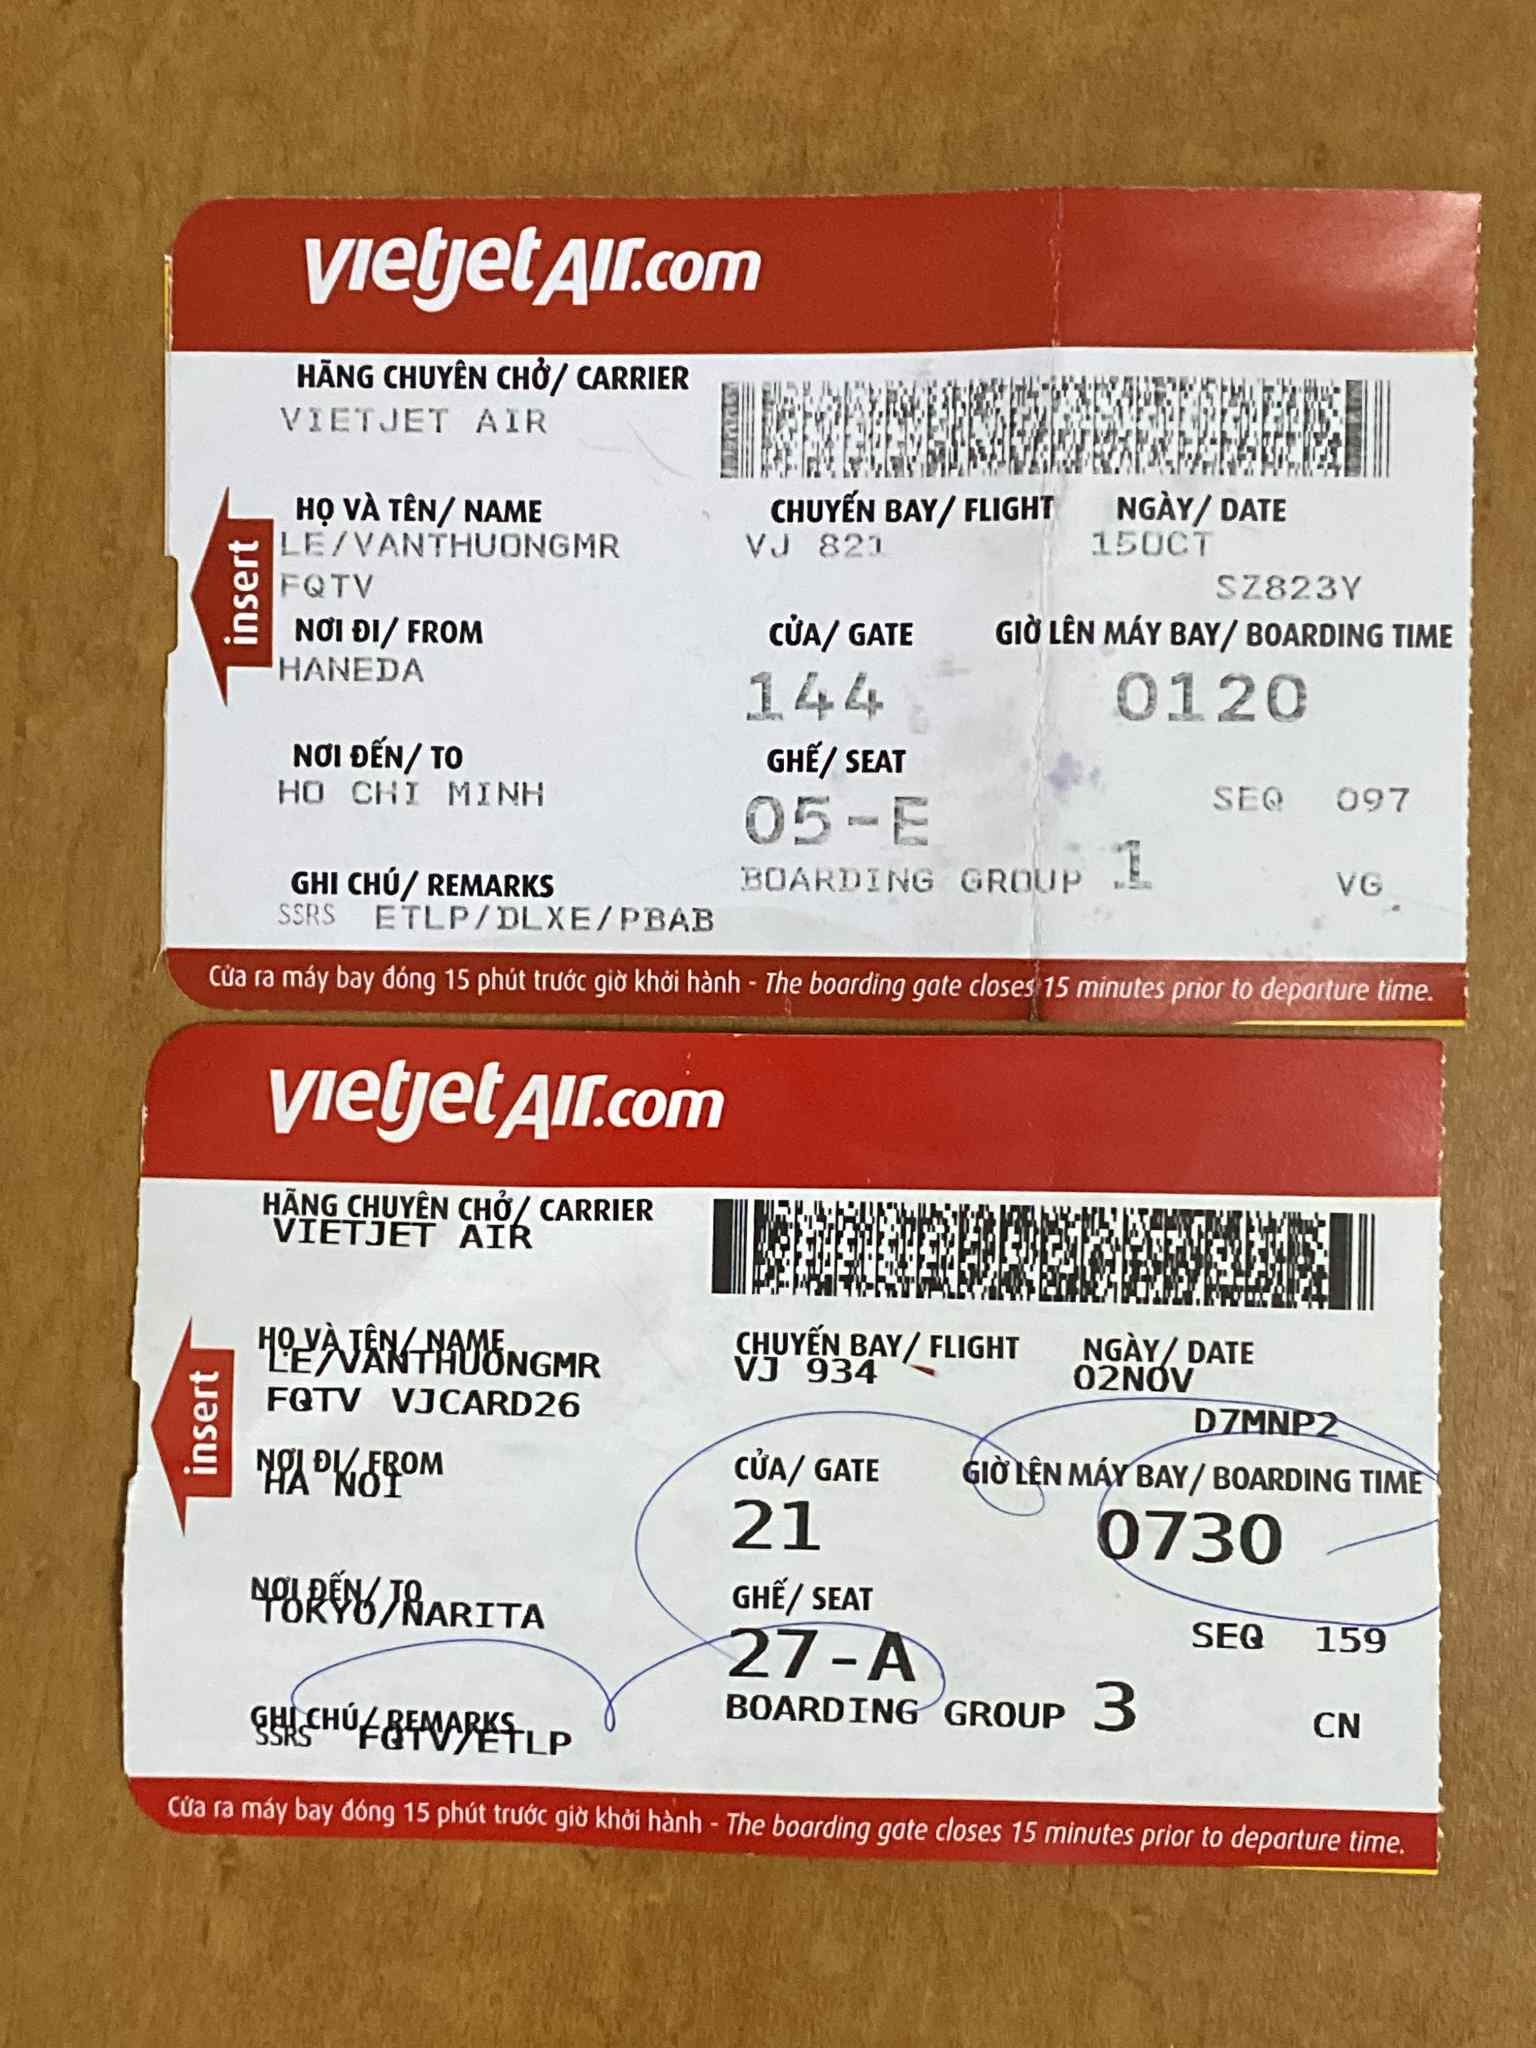 vietjetAir.com
HÃNG CHUYÊN CHỞ/ CARRIER
VIETJET AIR
HỌ VÀ TÊN/ NAME CHUYẾN BAY/ FLIGHT NGÀY/ DATE
LE/VANTHUONGMR VJ 821 15OCT
FQTV SZ823Y
insert
NƠI ĐI/ FROM CỬA/ GATE GIỜ LÊN MÁY BAY/ BOARDING TIME
HANEDA 144 0120
NƠI ĐẾN/ TO GHẾ/ SEAT
HO CHI MINH 05-E SEQ 097
GHI CHÚ/ REMARKS BOARDING GROUP 1 VG
SSRS ETLP/DLXE/PBAB
Cửa ra máy bay đóng 15 phút trước giờ khởi hành - The boarding gate closes 15 minutes prior to departure time.
vietjetAir.com
HÃNG CHUYÊN CHỞ/ CARRIER
VIETJET AIR
HỌ VÀ TÊN/ NAME CHUYẾN BAY/ FLIGHT NGÀY/ DATE
LE/VANTHUONGMR VJ 934 02NOV
FQTV VJCARD26 D7MNP2
insert
NƠI ĐI/ FROM CỬA/ GATE GIỜ LÊN MÁY BAY/ BOARDING TIME
HA NOI 21 0730
NƠI ĐẾN/ TO GHẾ/ SEAT
TOKYO/NARITA 27-A SEQ 159
GHI CHÚ/ REMARKS BOARDING GROUP 3 CN
SSRS FQTV/ETLP
Cửa ra máy bay đóng 15 phút trước giờ khởi hành - The boarding gate closes 15 minutes prior to departure time.